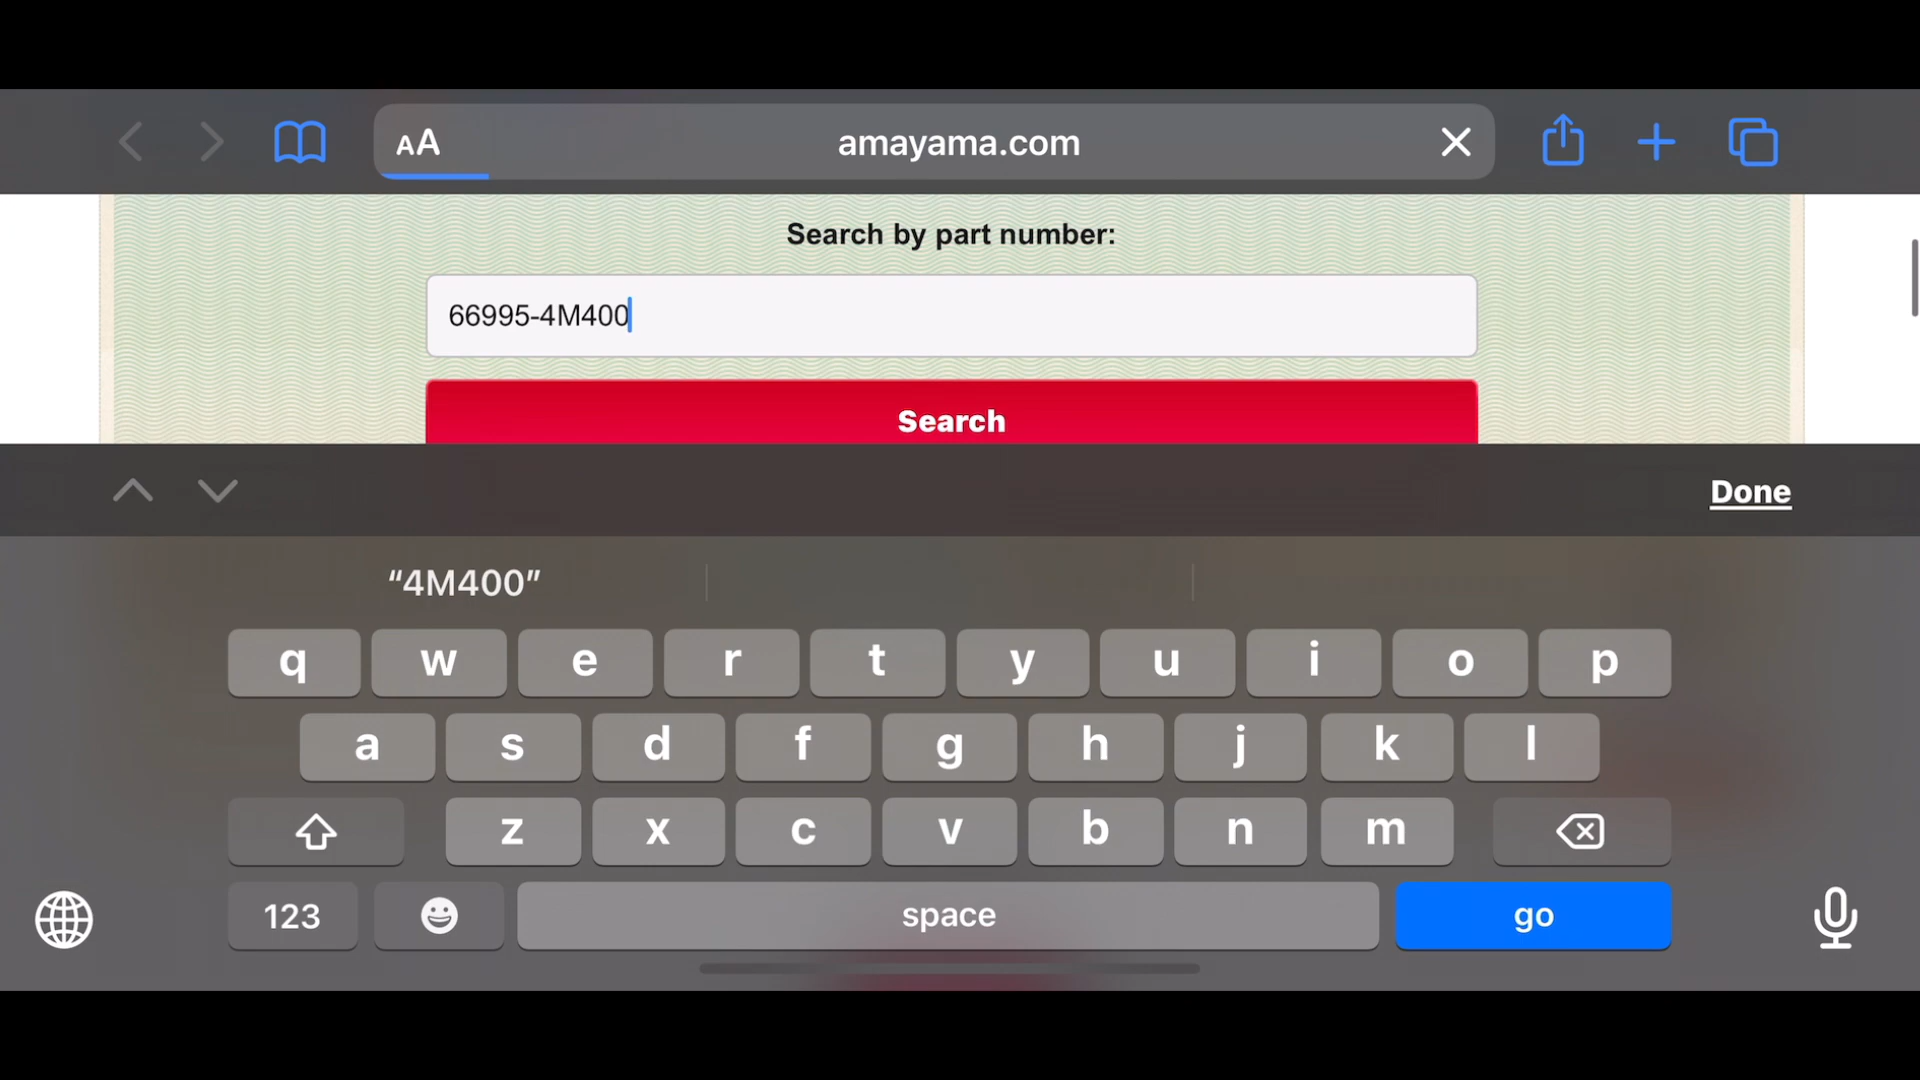 AA amayama.com
Search by part number:
66995-4M400
Search
Done
“4M400”
q w e r t y u i o p
a s d f g h j k l
z x c v b n m
123 space go